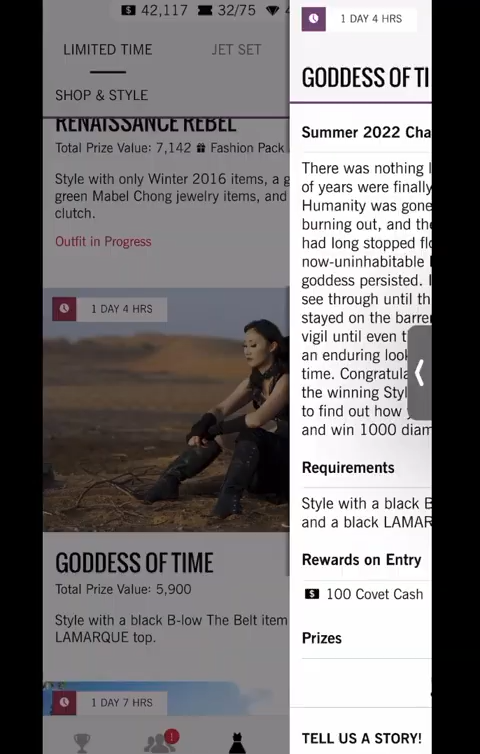 42,117 32/75
LIMITED TIME JET SET
SHOP & STYLE
RENAISSANCE REBEL
Total Prize Value: 7,142 Fashion Pack
Style with only Winter 2016 items, a g
green Mabel Chong jewelry items, and
clutch.
Outfit in Progress
1 DAY 4 HRS
GODDESS OF TIME
Total Prize Value: 5,900
Style with a black B-low The Belt item
LAMARQUE top.
1 DAY 7 HRS
1 DAY 4 HRS
GODDESS OF TI
Summer 2022 Cha
There was nothing l
of years were finally
Humanity was gone
burning out, and the
had long stopped flo
now-uninhabitable
goddess persisted. I
see through until th
stayed on the barre
vigil until even t
an enduring look
time. Congratula
the winning Styl
to find out how
and win 1000 diam
Requirements
Style with a black B
and a black LAMAR
Rewards on Entry
100 Covet Cash
Prizes
TELL US A STORY!